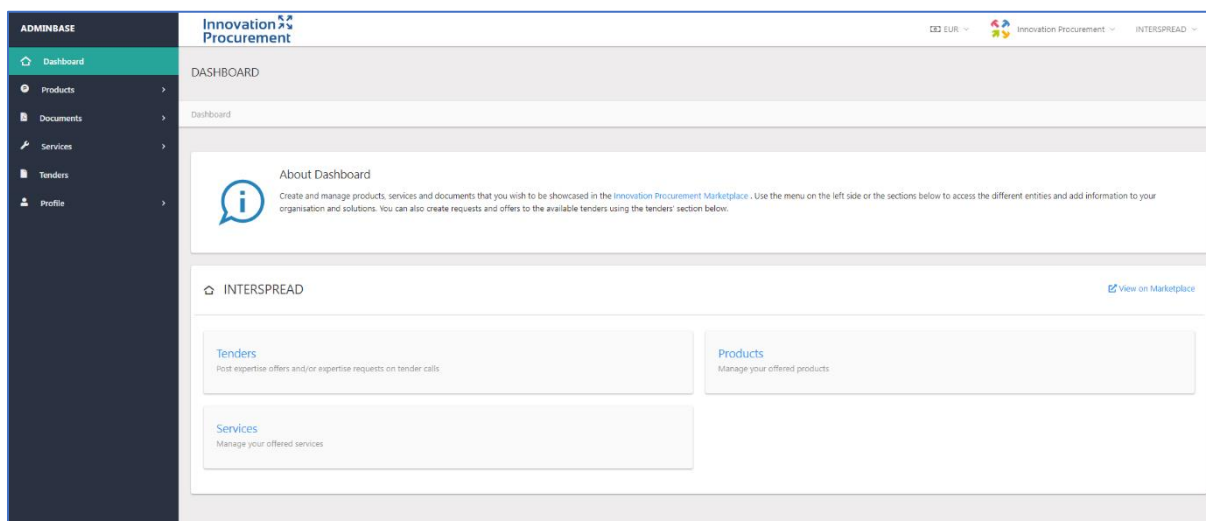 ADMINBASE
Innovation
Procurement
EUR
Innovation Procurement
INTERSPREAD
Dashboard
Products
Documents
Services
Tenders
Profile
DASHBOARD
Dashboard
About Dashboard
Create and manage products, services and documents that you wish to be showcased in the Innovation Procurement Marketplace . Use the menu on the left side or the sections below to access the different entities and add information to your
organisation and solutions. You can also create requests and offers to the available tenders using the tenders' section below.
INTERSPREAD
View on Marketplace
Tenders
Post expertise offers and/or expertise requests on tender calls
Products
Manage your offered products
Services
Manage your offered services